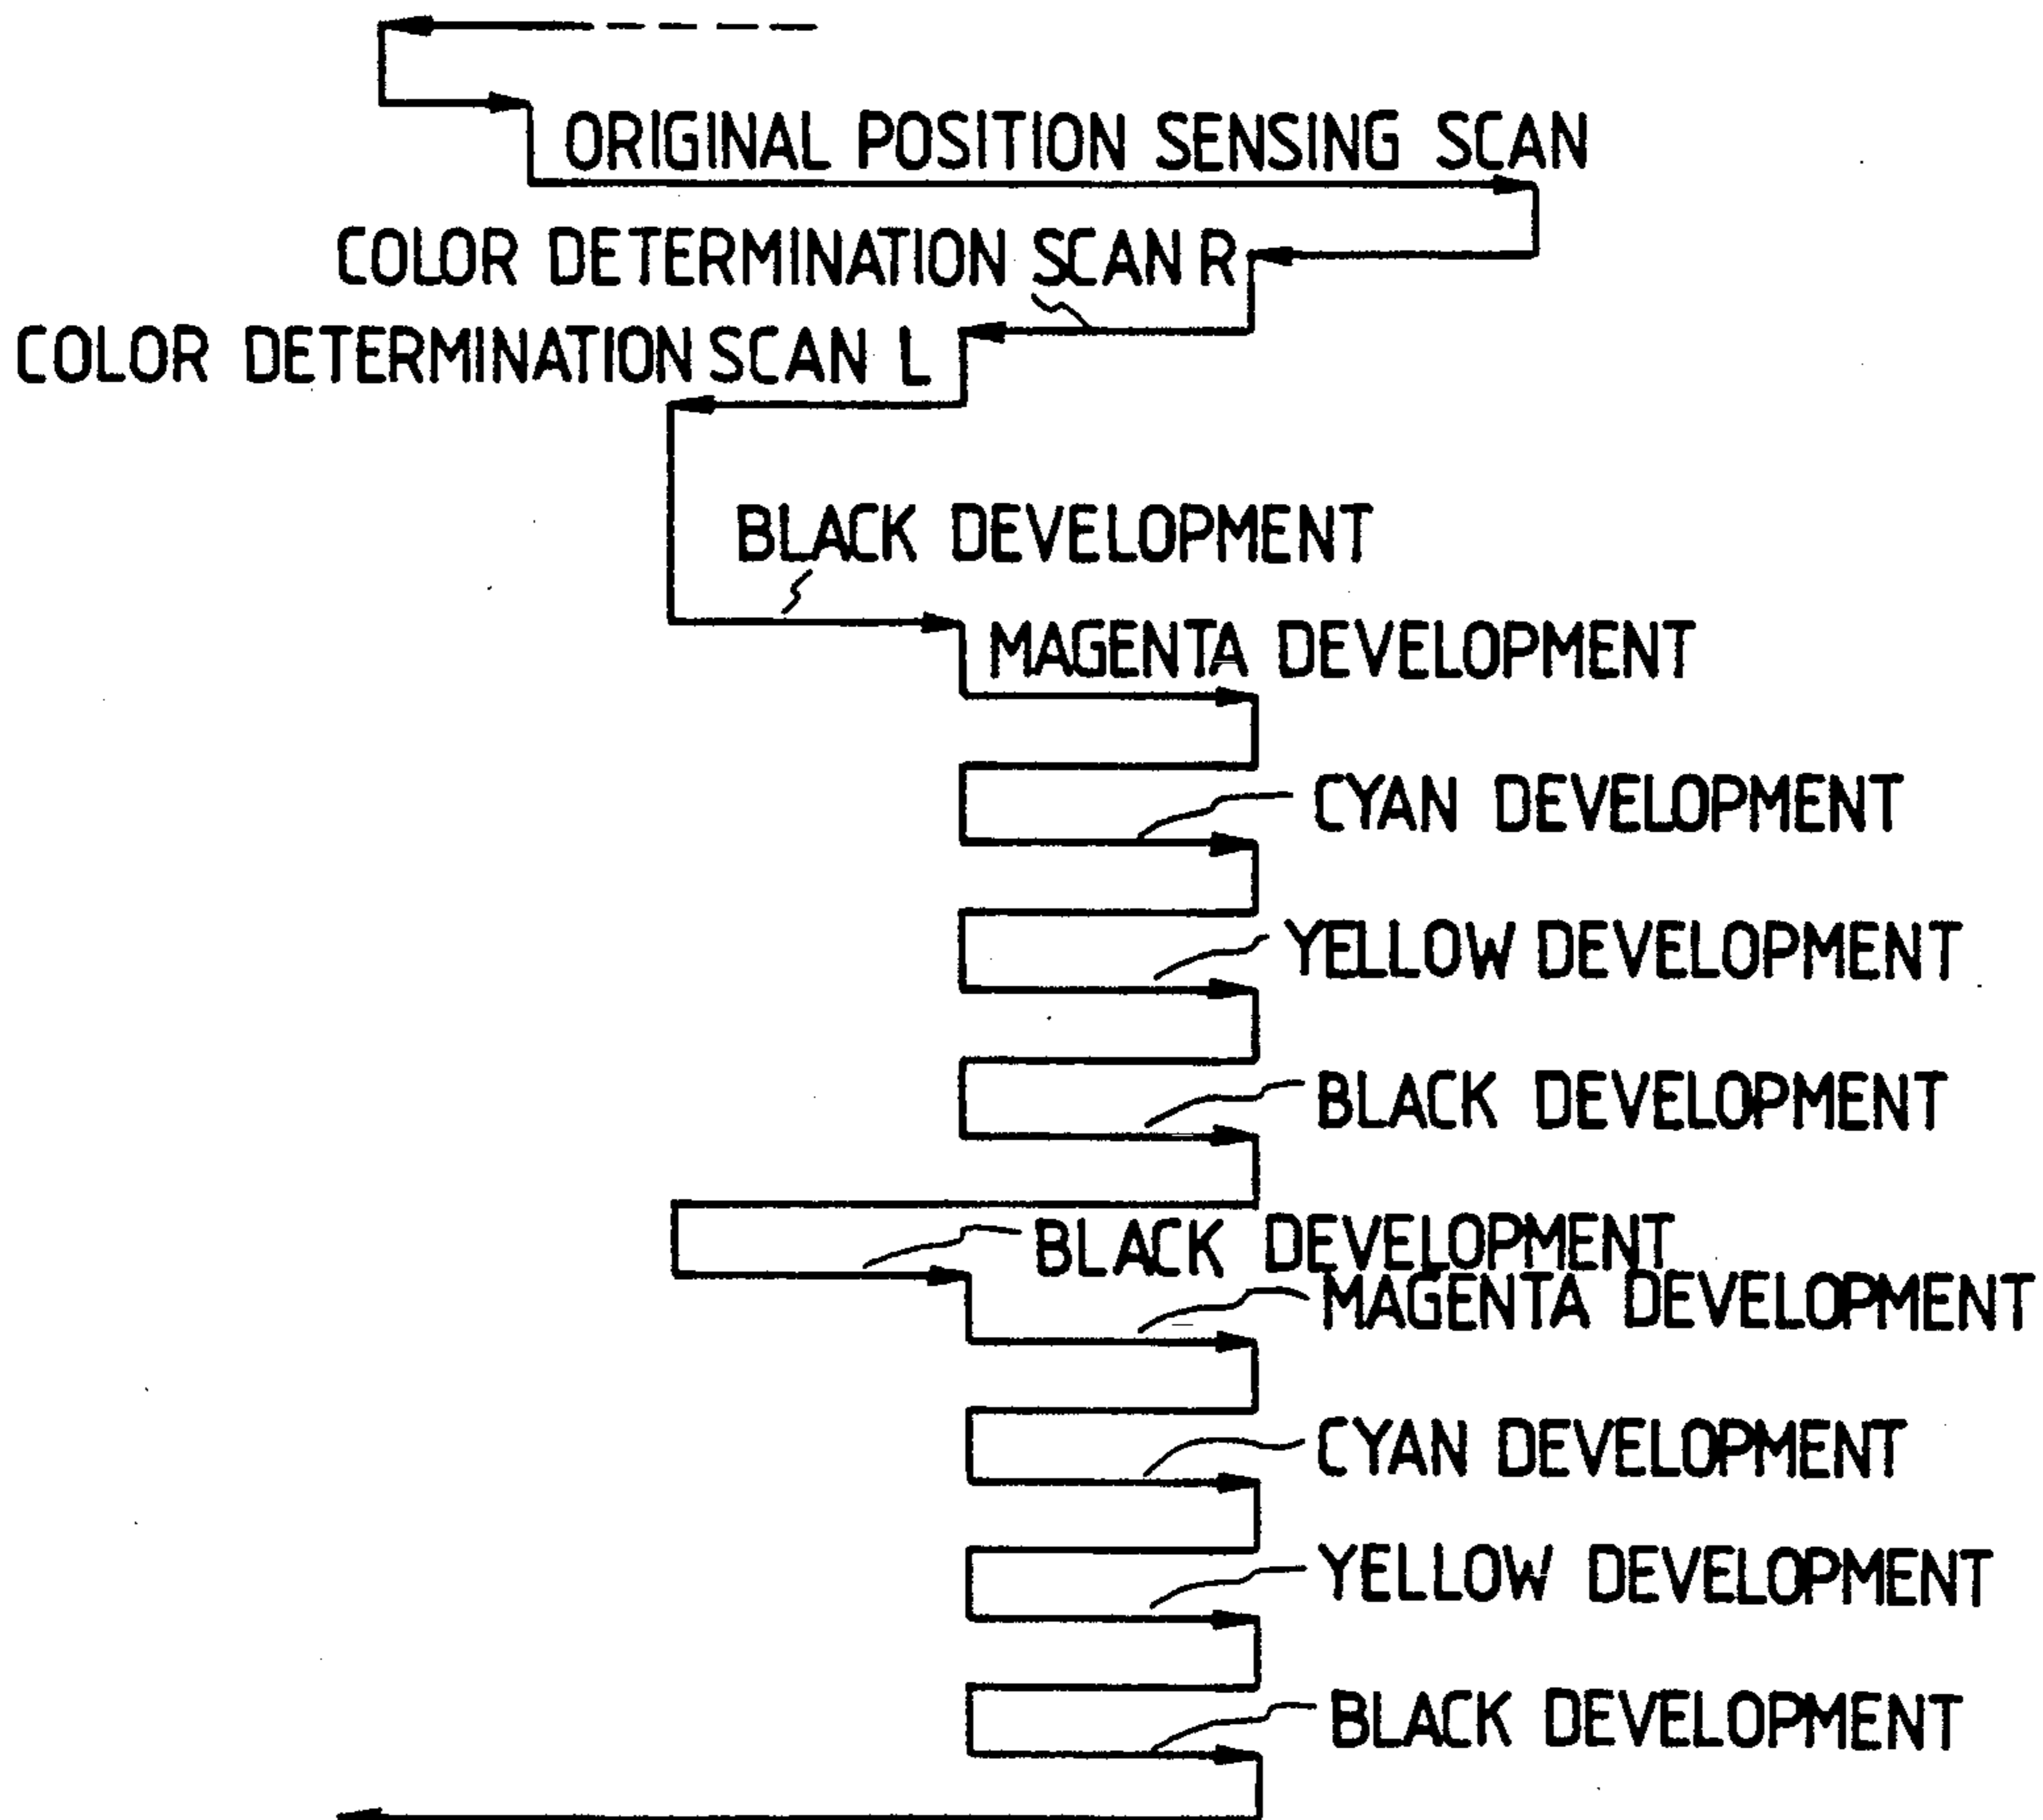 ORIGINAL POSITION SENSING SCAN
COLOR DETERMINATION SCAN R
COLOR DETERMINATION SCAN L
BLACK DEVELOPMENT
MAGENTA DEVELOPMENT
CYAN DEVELOPMENT
YELLOW DEVELOPMENT
BLACK DEVELOPMENT
BLACK DEVELOPMENT
MAGENTA DEVELOPMENT
CYAN DEVELOPMENT
YELLOW DEVELOPMENT
BLACK DEVELOPMENT